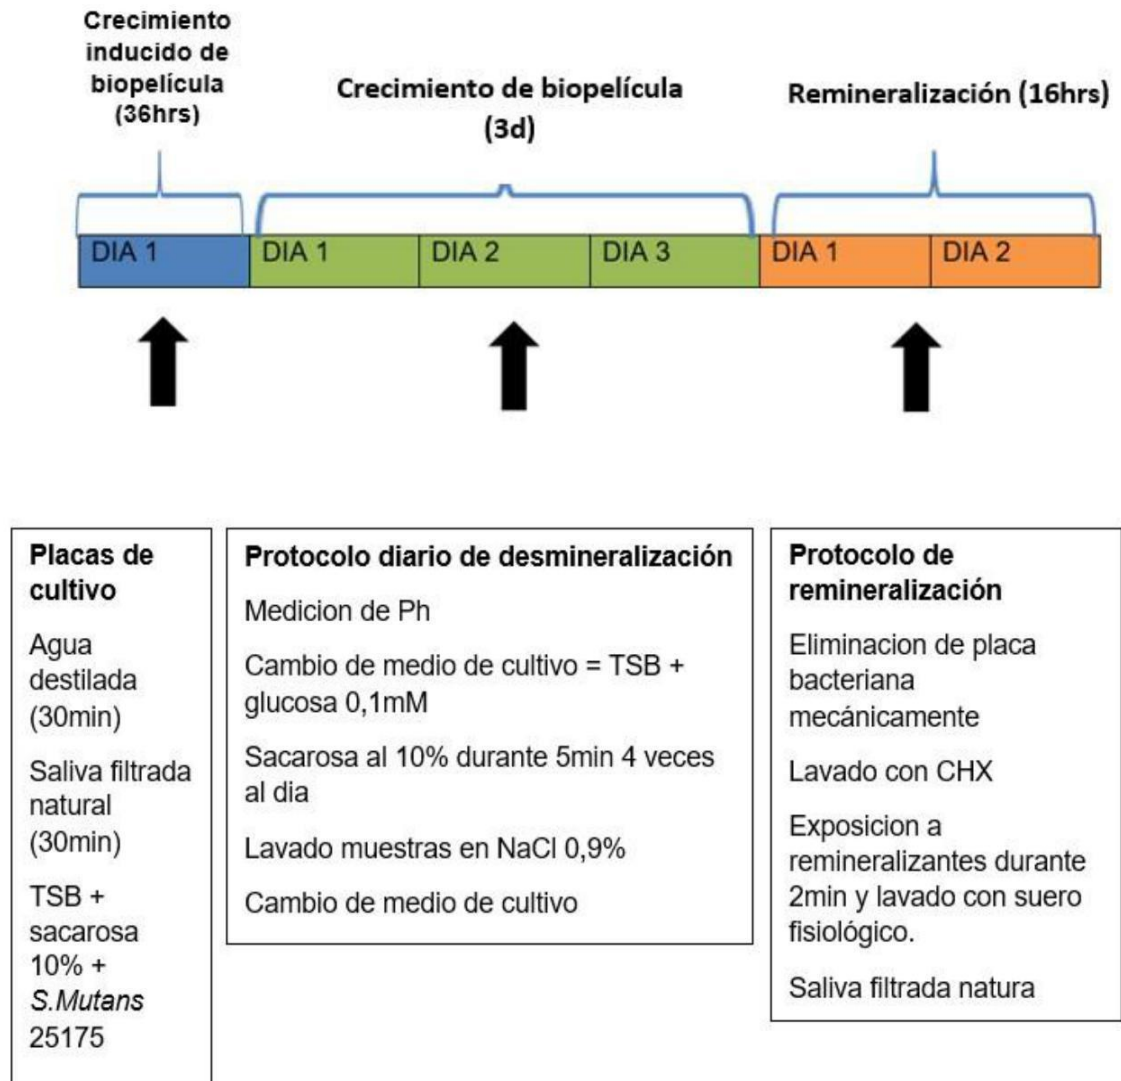 Crecimiento
inducido de
biopelícula
(36hrs)
Crecimiento de biopelícula
(3d)
Remineralización (16hrs)
DIA 1
DIA 1
DIA 2
DIA 3
DIA 1
DIA 2
Placas de
cultivo
Agua
destilada
(30min)
Saliva filtrada
natural
(30min)
TSB +
sacarosa
10% +
S.Mutans
25175
Protocolo diario de desmineralización
Medicion de Ph
Cambio de medio de cultivo = TSB +
glucosa 0,1mM
Sacarosa al 10% durante 5min 4 veces
al dia
Lavado muestras en NaCl 0,9%
Cambio de medio de cultivo
Protocolo de
remineralización
Eliminacion de placa
bacteriana
mecánicamente
Lavado con CHX
Exposicion a
remineralizantes durante
2min y lavado con suero
fisiológico.
Saliva filtrada natura